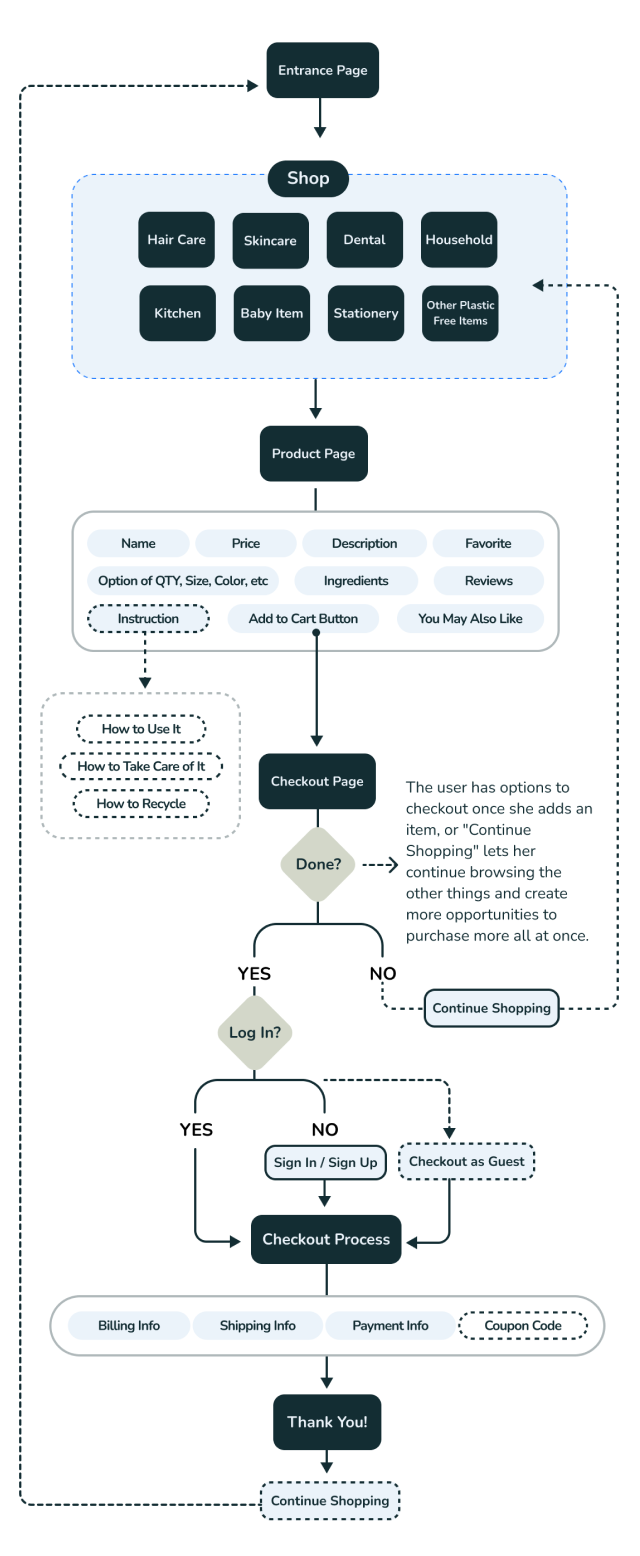 Entrance Page
Shop
Hair Care
Skincare
Dental
Household
Kitchen
Baby Item
Stationery
Other Plastic
Free Items
Product Page
Name
Price
Description
Favorite
Option of QTY, Size, Color, etc
Ingredients
Reviews
Instruction
Add to Cart Button
You May Also Like
How to Use It
How to Take Care of It
How to Recycle
Checkout Page
The user has options to
checkout once she adds an
item, or "Continue
Shopping" lets her
continue browsing the
other things and create
more opportunities to
purchase more all at once.
Done?
YES
NO
Continue Shopping
Log In?
YES
NO
Sign In / Sign Up
Checkout as Guest
Checkout Process
Billing Info
Shipping Info
Payment Info
Coupon Code
Thank You!
Continue Shopping